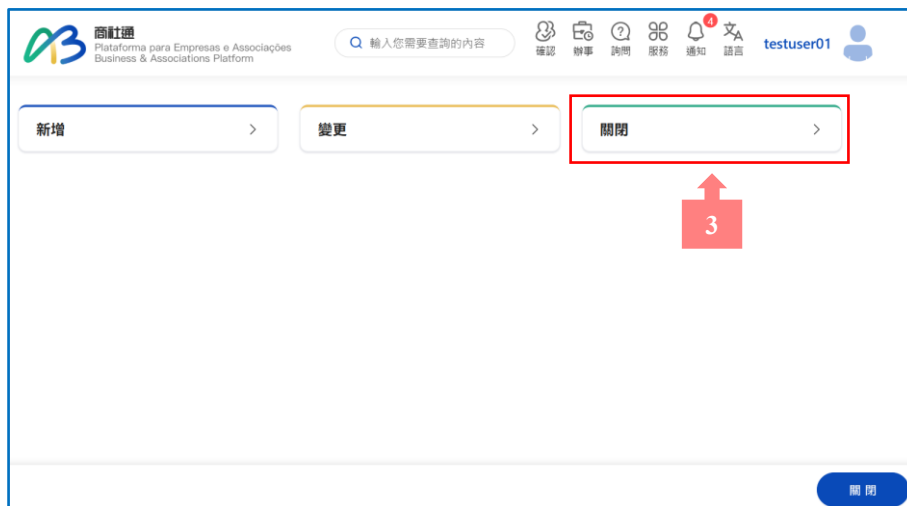 商社通
Plataforma para Empresas e Associações
Business & Associations Platform
輸入您需要查詢的內容
確認
辦事
詢問
服務
4
通知
語言
testuser01
新增
變更
關閉
3
關閉